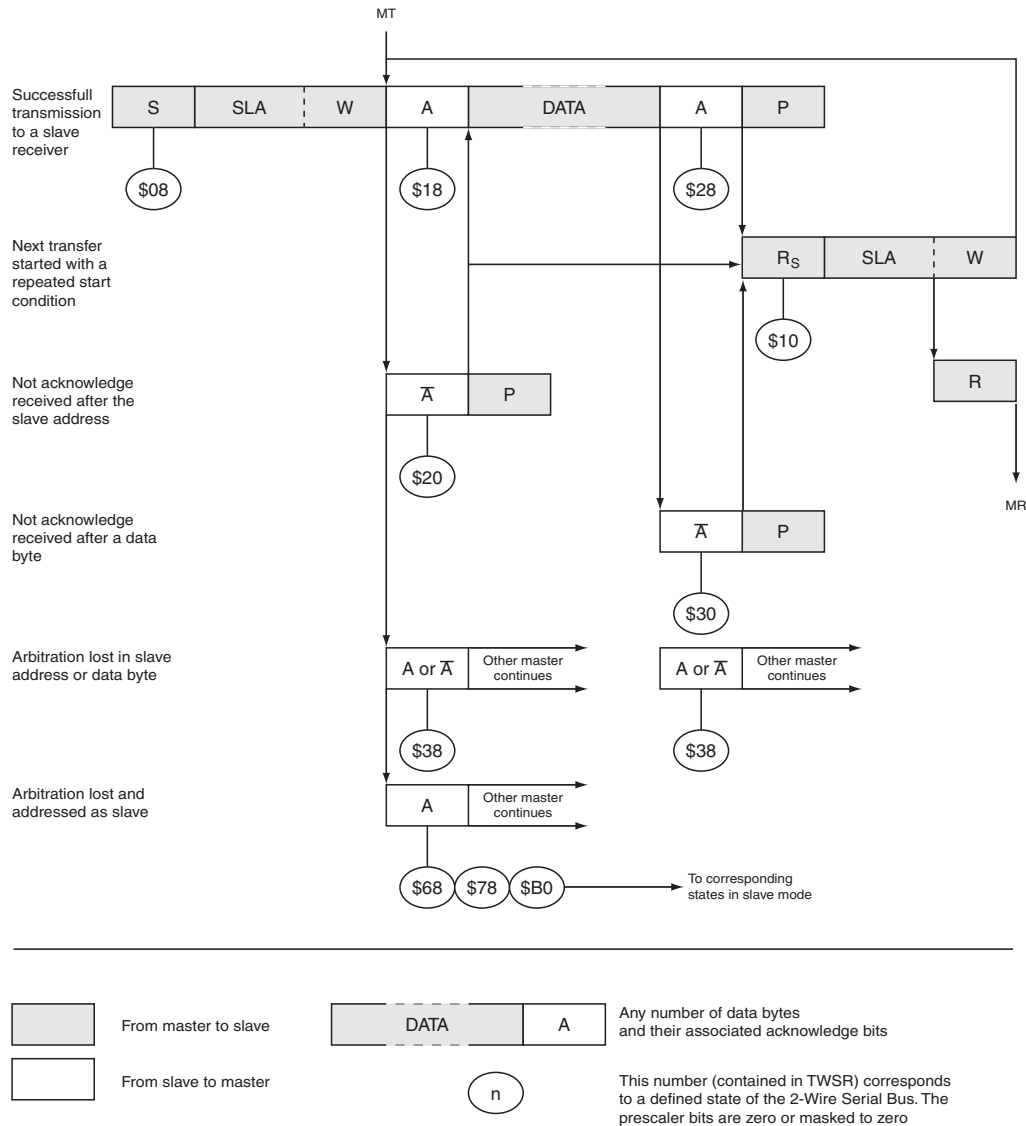 MT
Successfull
transmission
to a slave
receiver
S SLA W A DATA A P
$08 $18 $28
Next transfer
started with a
repeated start
condition
RS SLA W
$10
Not acknowledge
received after the
slave address
A̅ P
R
$20
MR
Not acknowledge
received after a data
byte
A̅ P
$30
Arbitration lost in slave
address or data byte
A or A̅ Other master
continues
A or A̅ Other master
continues
$38 $38
Arbitration lost and
addressed as slave
A Other master
continues
$68 $78 $B0 To corresponding
states in slave mode
From master to slave
DATA A Any number of data bytes
and their associated acknowledge bits
From slave to master
n This number (contained in TWSR) corresponds
to a defined state of the 2-Wire Serial Bus. The
prescaler bits are zero or masked to zero